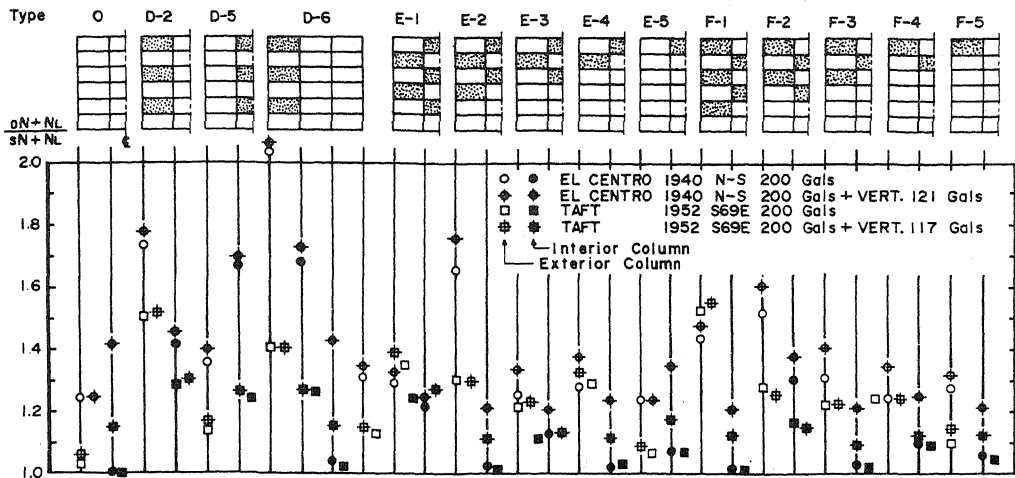 Type O D-2 D-5 D-6 E-1 E-2 E-3 E-4 E-5 F-1 F-2 F-3 F-4 F-5
DN + NL
SN + NL
℄
2.0
1.8
1.6
1.4
1.2
1.0
EL CENTRO 1940 N-S 200 Gals
EL CENTRO 1940 N-S 200 Gals + VERT. 121 Gals
TAFT 1952 S69E 200 Gals
TAFT 1952 S69E 200 Gals + VERT. 117 Gals
Interior Column
Exterior Column